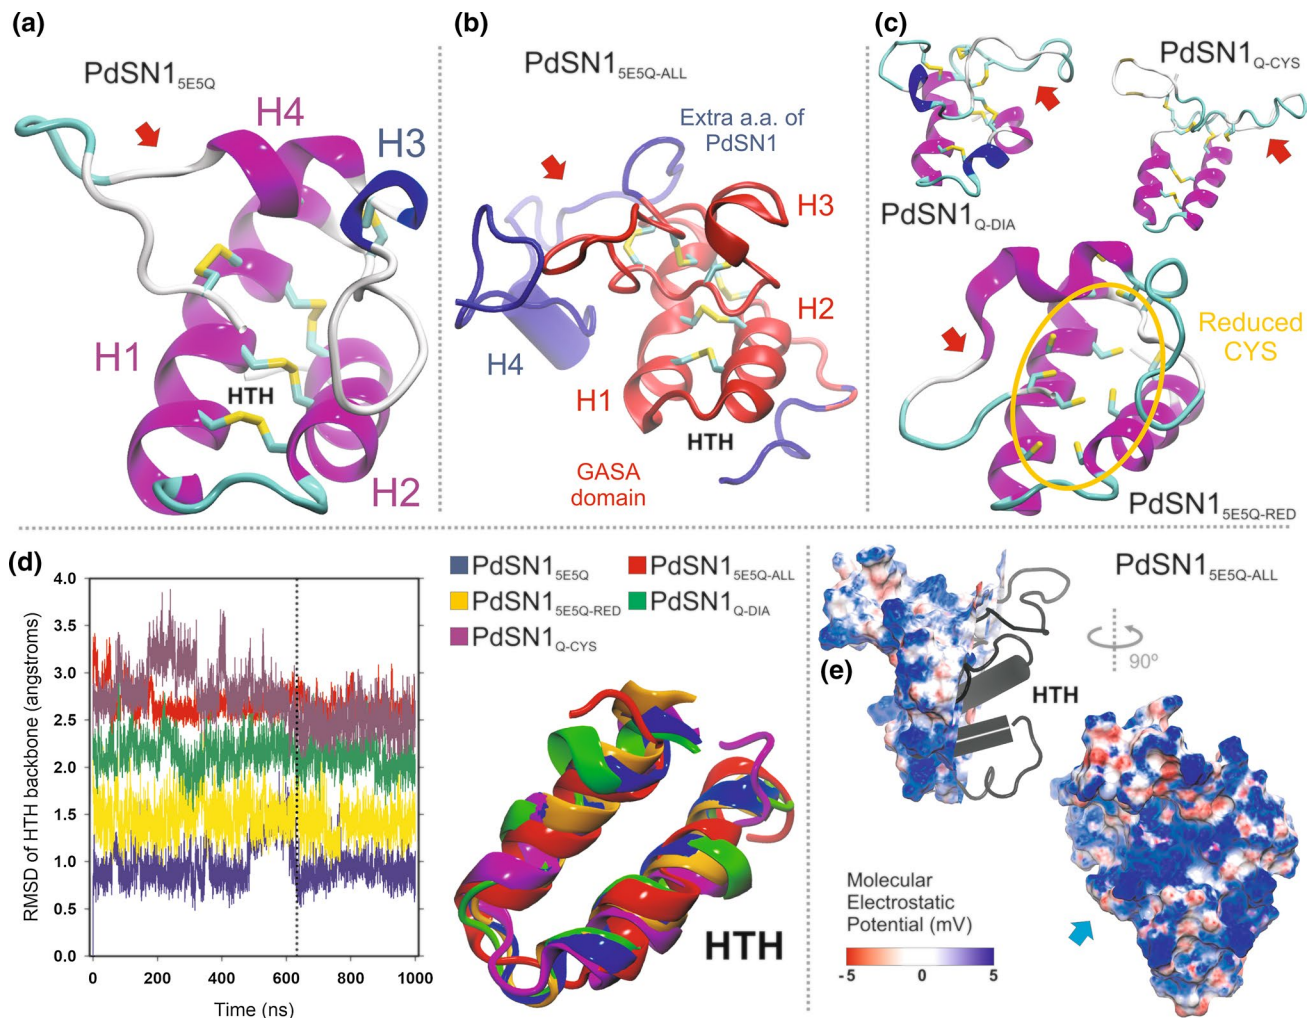 (a)
PdSN1 5E5Q
H4
H3
H1
HTH
H2
(b)
PdSN1 5E5Q-ALL
Extra a.a. of
PdSN1
H3
H2
H4
H1
HTH
GASA
domain
(c)
PdSN1 Q-CYS
PdSN1 Q-DIA
Reduced
CYS
PdSN1 5E5Q-RED
(d)
4.0
3.5
3.0
2.5
2.0
1.5
1.0
0.5
0.0
RMSD of HTH backbone (angstroms)
0 200 400 600 800 1000
Time (ns)
PdSN1 5E5Q PdSN1 5E5Q-ALL
PdSN1 5E5Q-RED PdSN1 Q-DIA
PdSN1 Q-CYS
HTH
PdSN1 5E5Q-ALL
90º
(e)
HTH
Molecular
Electrostatic
Potential (mV)
-5 0 5